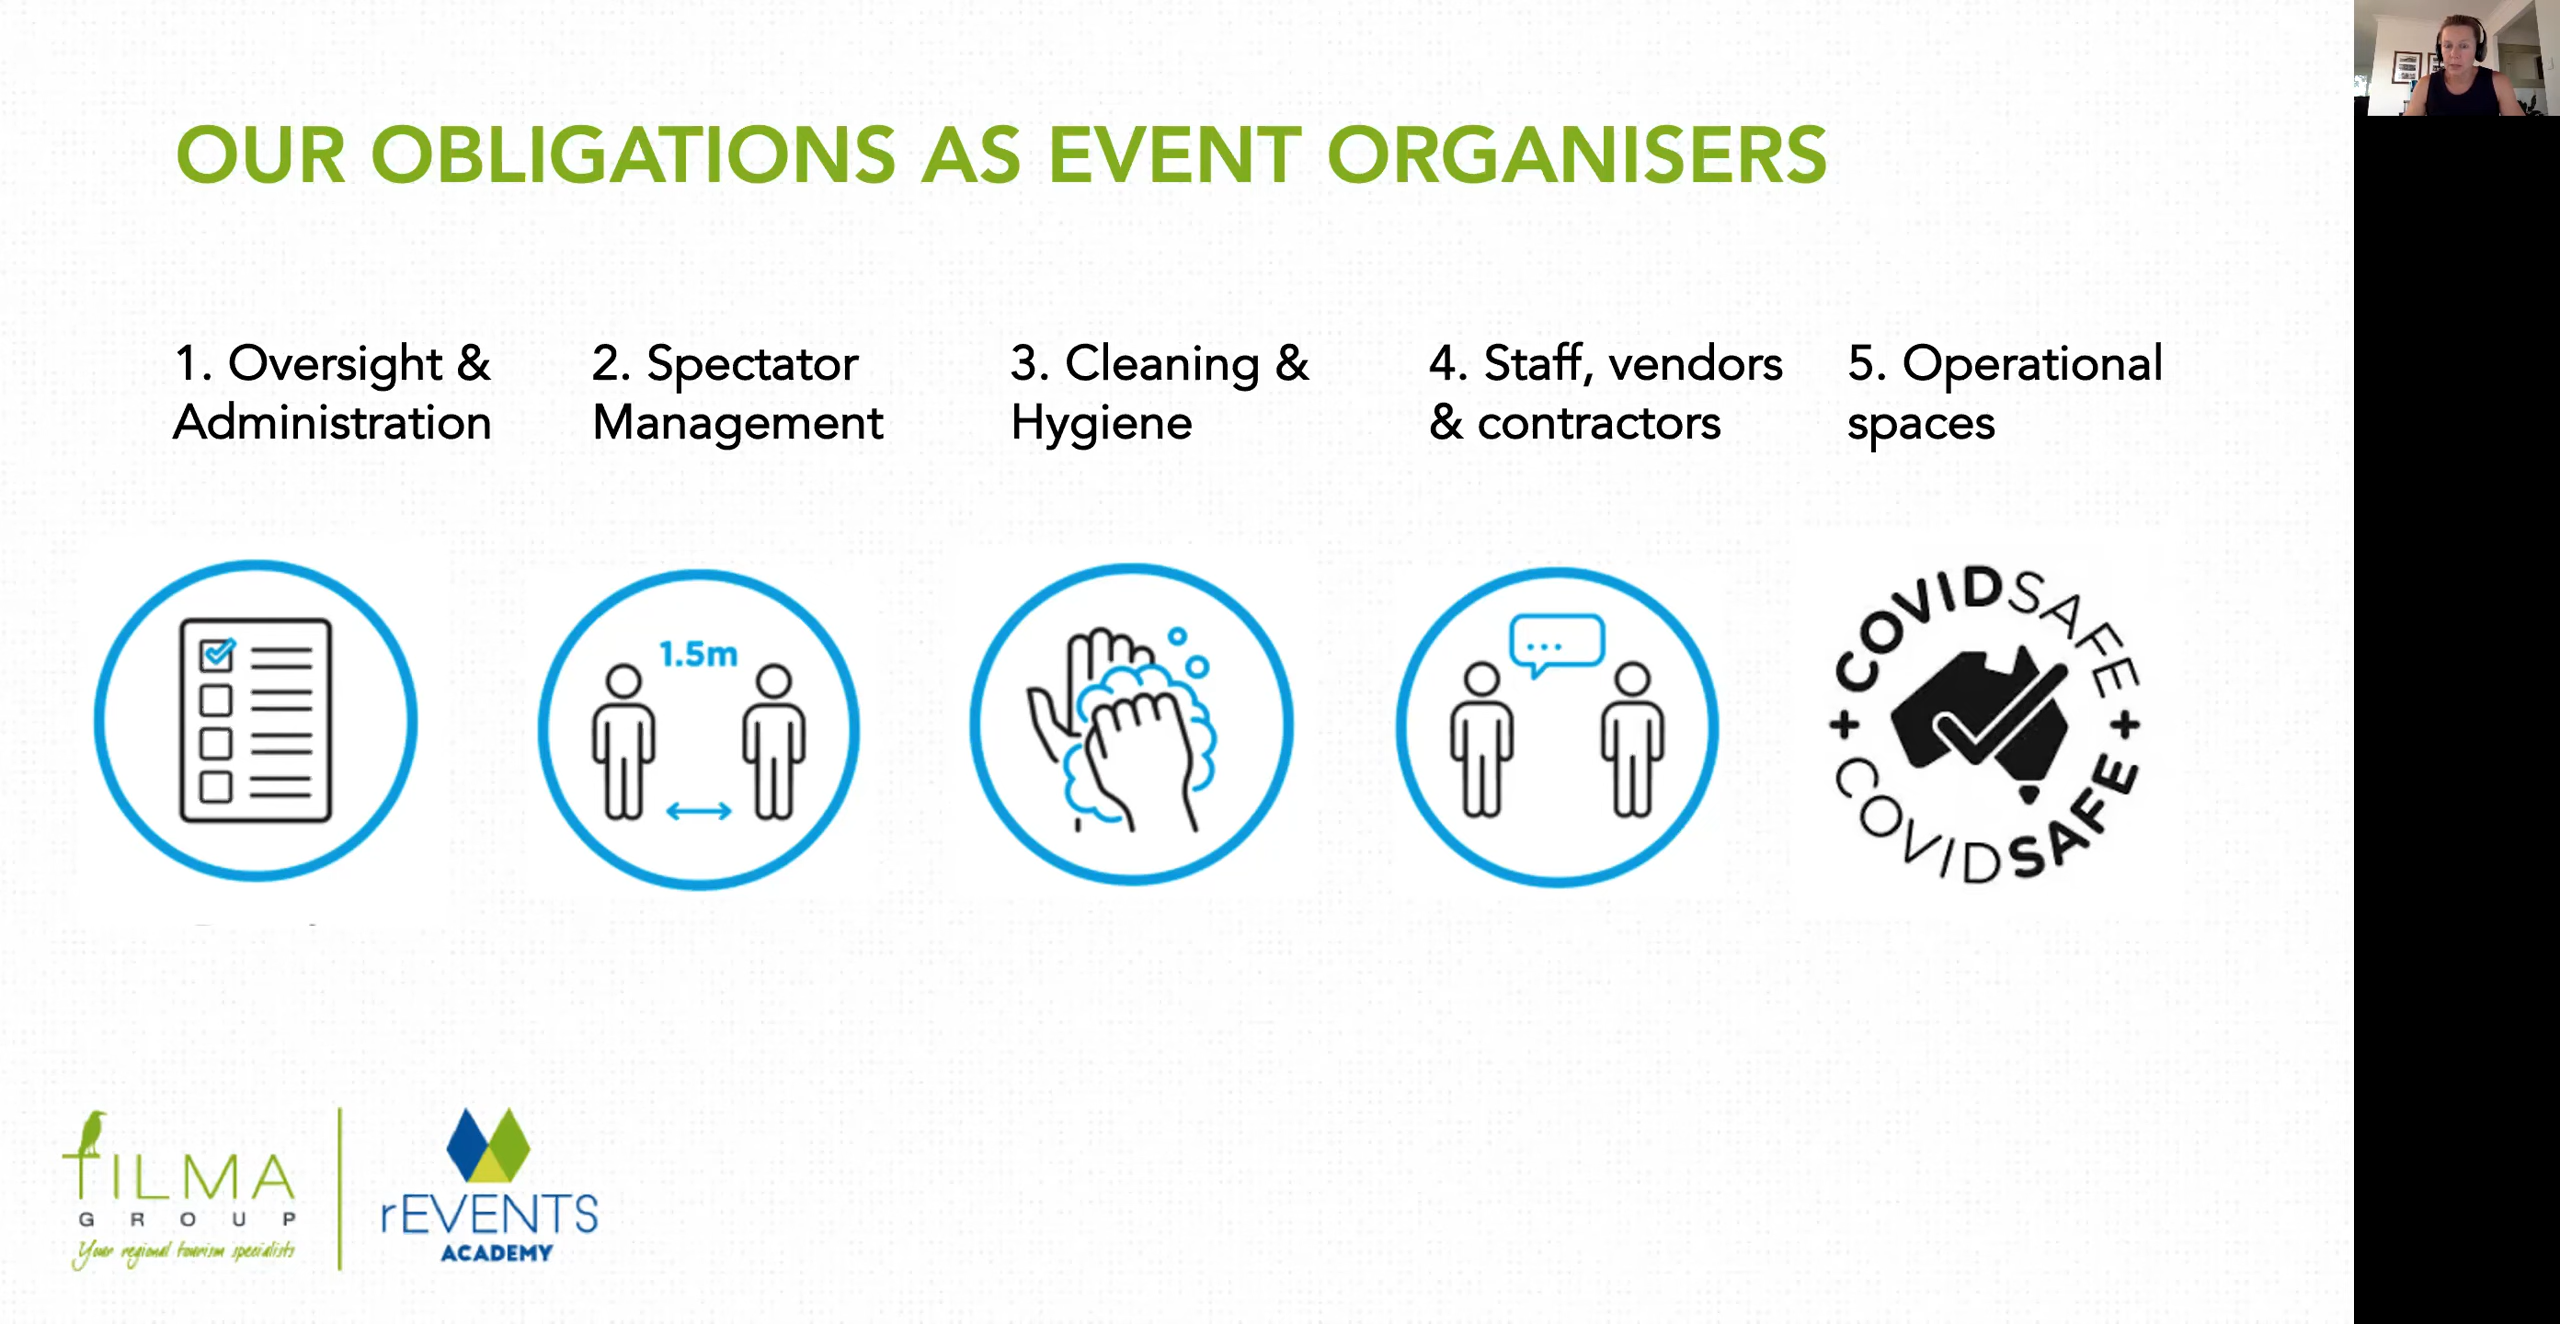 OUR OBLIGATIONS AS EVENT ORGANISERS
1. Oversight &
Administration
2. Spectator
Management
3. Cleaning &
Hygiene
4. Staff, vendors
& contractors
5. Operational
spaces
1.5m
...
COVIDSAFE
+ +
COVIDSAFE
TILMA
GROUP
Your regional tourism specialists
rEVENTS
ACADEMY